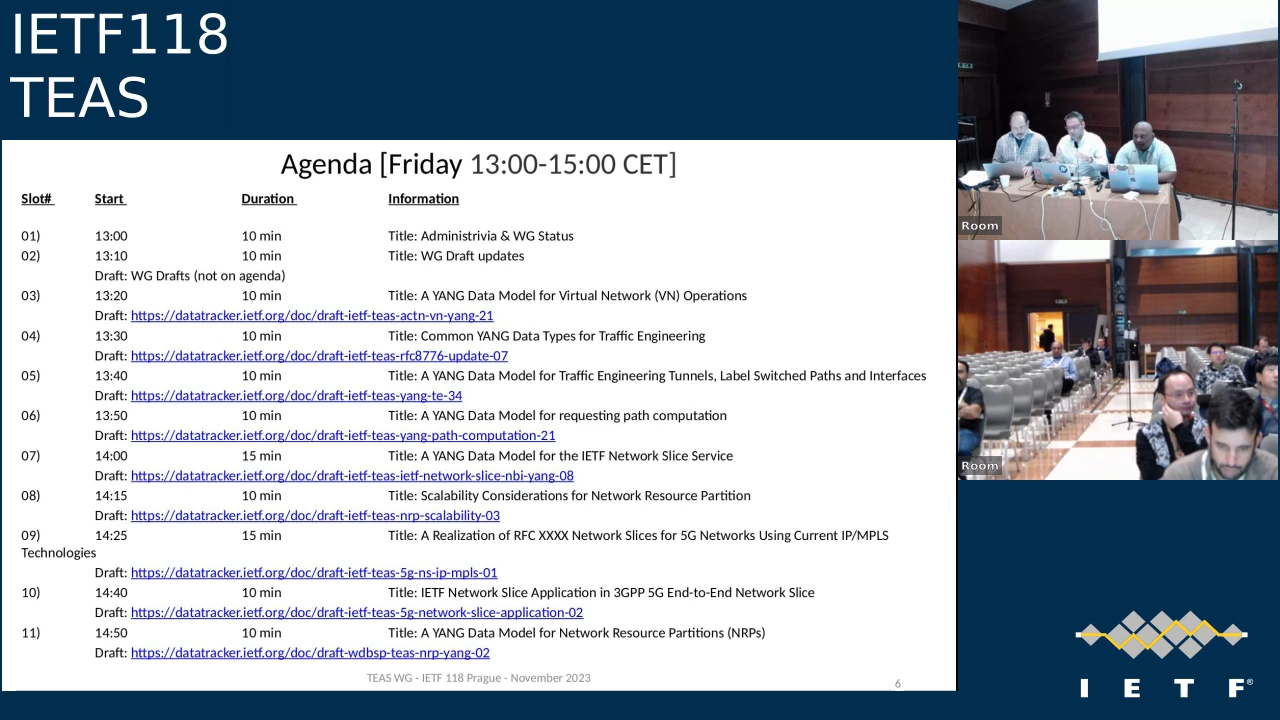 IETF118
TEAS
Agenda [Friday 13:00-15:00 CET]
Slot# Start Duration Information
01) 13:00 10 min Title: Administrivia & WG Status
02) 13:10 10 min Title: WG Draft updates
Draft: WG Drafts (not on agenda)
03) 13:20 10 min Title: A YANG Data Model for Virtual Network (VN) Operations
Draft: https://datatracker.ietf.org/doc/draft-ietf-teas-actn-vn-yang-21
04) 13:30 10 min Title: Common YANG Data Types for Traffic Engineering
Draft: https://datatracker.ietf.org/doc/draft-ietf-teas-rfc8776-update-07
05) 13:40 10 min Title: A YANG Data Model for Traffic Engineering Tunnels, Label Switched Paths and Interfaces
Draft: https://datatracker.ietf.org/doc/draft-ietf-teas-yang-te-34
06) 13:50 10 min Title: A YANG Data Model for requesting path computation
Draft: https://datatracker.ietf.org/doc/draft-ietf-teas-yang-path-computation-21
07) 14:00 15 min Title: A YANG Data Model for the IETF Network Slice Service
Draft: https://datatracker.ietf.org/doc/draft-ietf-teas-ietf-network-slice-nbi-yang-08
08) 14:15 10 min Title: Scalability Considerations for Network Resource Partition
Draft: https://datatracker.ietf.org/doc/draft-ietf-teas-nrp-scalability-03
09) 14:25 15 min Title: A Realization of RFC XXXX Network Slices for 5G Networks Using Current IP/MPLS
Technologies
Draft: https://datatracker.ietf.org/doc/draft-ietf-teas-5g-ns-ip-mpls-01
10) 14:40 10 min Title: IETF Network Slice Application in 3GPP 5G End-to-End Network Slice
Draft: https://datatracker.ietf.org/doc/draft-ietf-teas-5g-network-slice-application-02
11) 14:50 10 min Title: A YANG Data Model for Network Resource Partitions (NRPs)
Draft: https://datatracker.ietf.org/doc/draft-wdbsp-teas-nrp-yang-02
TEAS WG - IETF 118 Prague - November 2023
6
Room
Room
I E T F®